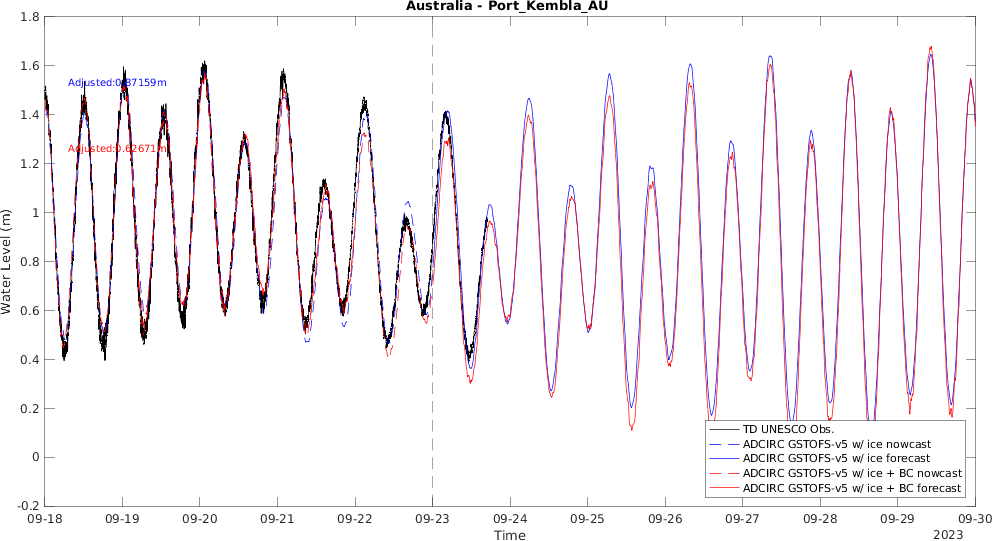 Australia - Port_Kembla_AU
1.8
1.6
1.4
1.2
1
0.8
0.6
0.4
0.2
0
-0.2
Water Level (m)
Adjusted:0.87159m
Adjusted:0.62671m
TD UNESCO Obs.
ADCIRC GSTOFS-v5 w/ ice nowcast
ADCIRC GSTOFS-v5 w/ ice forecast
ADCIRC GSTOFS-v5 w/ ice + BC nowcast
ADCIRC GSTOFS-v5 w/ ice + BC forecast
09-18 09-19 09-20 09-21 09-22 09-23 09-24 09-25 09-26 09-27 09-28 09-29 09-30
Time
2023